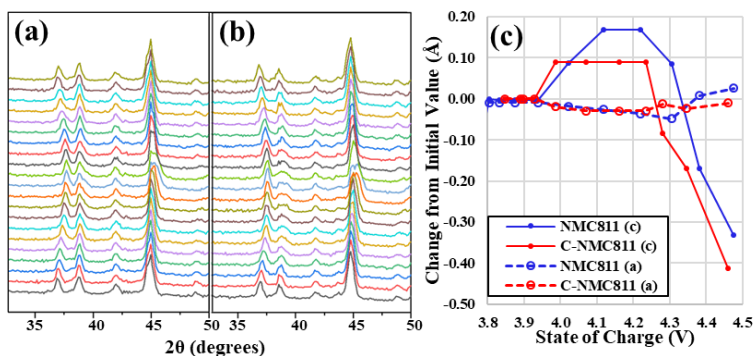 (a)
(b)
35
40
45
50
35
40
45
50
2θ (degrees)
(c)
Change from Initial Value (Å)
0.20
0.10
0.00
-0.10
-0.20
-0.30
-0.40
-0.50
NMC811 (c)
C-NMC811 (c)
NMC811 (a)
C-NMC811 (a)
3.8 3.9 4.0 4.1 4.2 4.3 4.4 4.5
State of Charge (V)